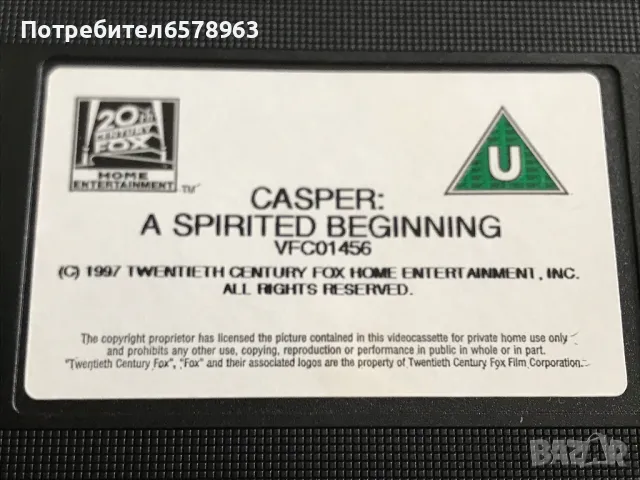 Потребител6578963
20th
CENTURY
FOX
HOME
ENTERTAINMENT
TM
U
CASPER:
A SPIRITED BEGINNING
VFC01456
(C) 1997 TWENTIETH CENTURY FOX HOME ENTERTAINMENT, INC.
ALL RIGHTS RESERVED.
The copyright proprietor has licensed the picture contained in this videocassette for private home use only
and prohibits any other use, copying, reproduction or performance in public in whole or in part.
"Twentieth Century Fox", "Fox" and their associated logos are the property of Twentieth Century Fox Film Corporation.
BAZAR
bg